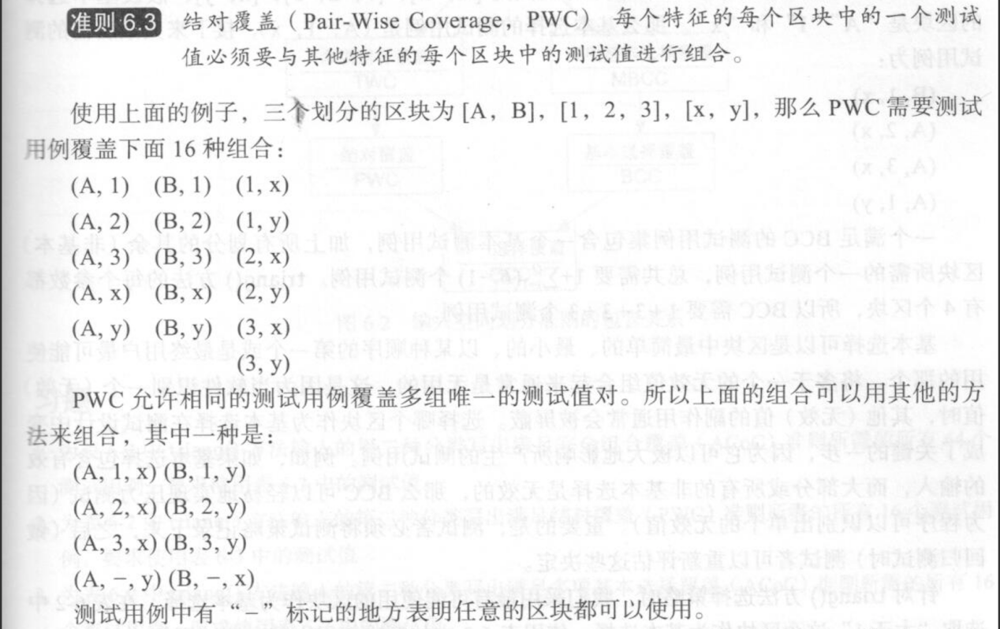 准则 6.3 结对覆盖（Pair-Wise Coverage，PWC） 每个特征的每个区块中的一个测试
值必须要与其他特征的每个区块中的测试值进行组合。
使用上面的例子，三个划分的区块为 [A，B]，[1，2，3]，[x，y]，那么 PWC 需要测试
用例覆盖下面 16 种组合：
(A, 1) (B, 1) (1, x)
(A, 2) (B, 2) (1, y)
(A, 3) (B, 3) (2, x)
(A, x) (B, x) (2, y)
(A, y) (B, y) (3, x)
(3, y)
PWC 允许相同的测试用例覆盖多组唯一的测试值对。所以上面的组合可以用其他的方
法来组合，其中一种是：
(A, 1, x) (B, 1, y)
(A, 2, x) (B, 2, y)
(A, 3, x) (B, 3, y)
(A, −, y) (B, −, x)
测试用例中有“−”标记的地方表明任意的区块都可以使用。